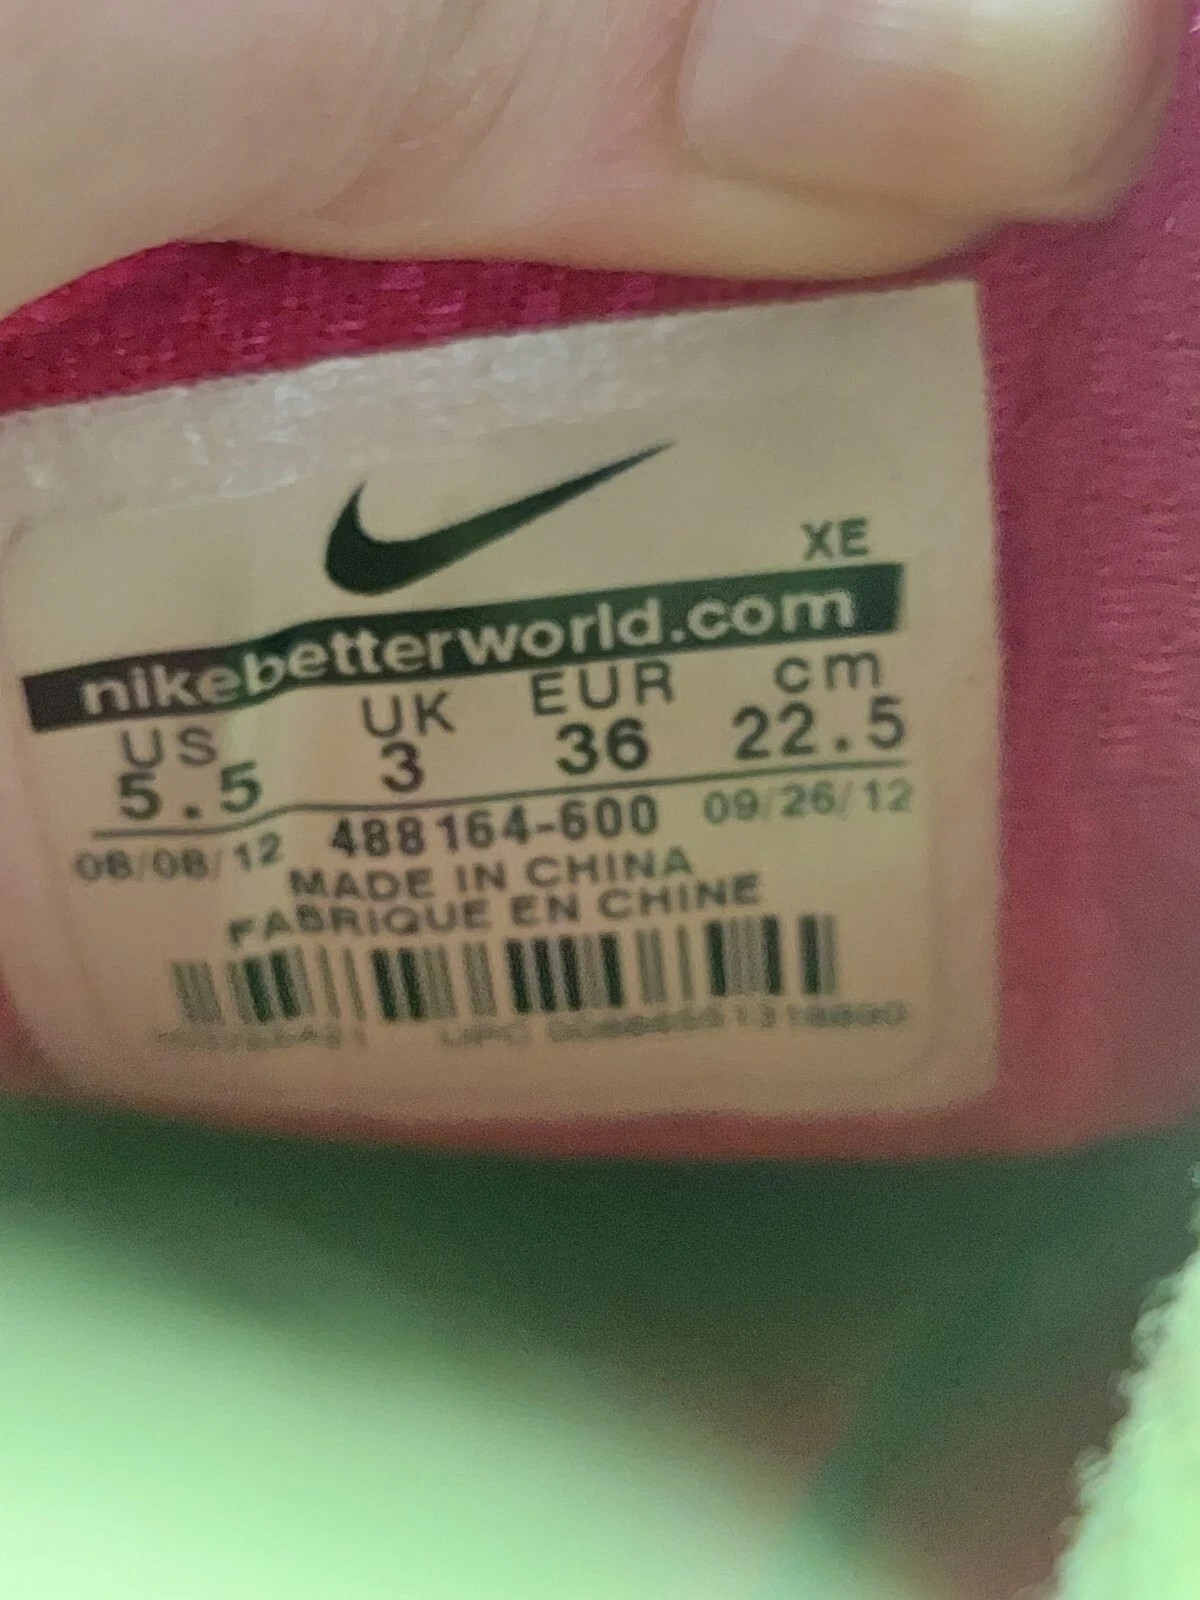 XE
nikebetterworld.com
US UK EUR cm
5.5 3 36 22.5
08/08/12 488164-600 09/26/12
MADE IN CHINA
FABRIQUE EN CHINE
UPC